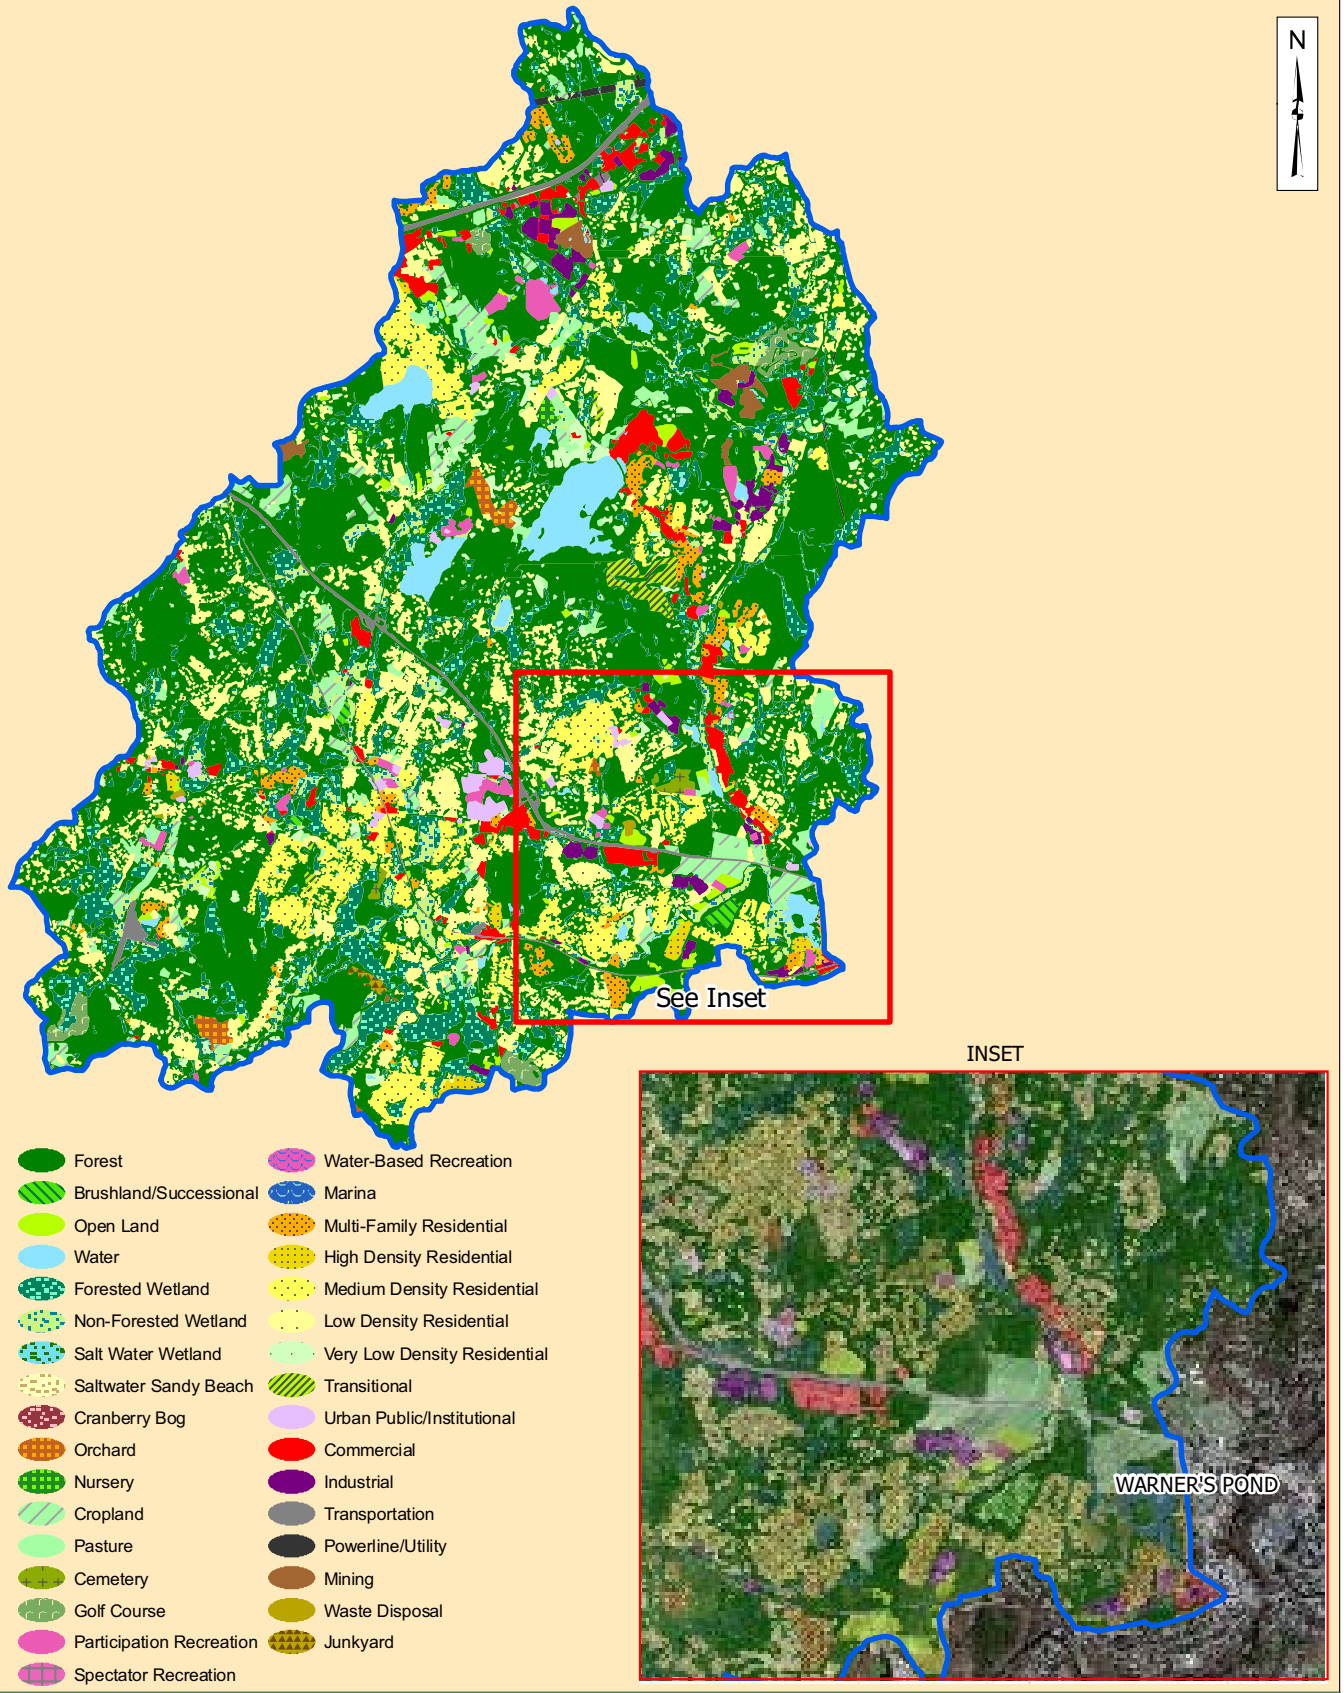 N
See Inset
INSET
WARNER'S POND
Forest
Brushland/Successional
Open Land
Water
Forested Wetland
Non-Forested Wetland
Salt Water Wetland
Saltwater Sandy Beach
Cranberry Bog
Orchard
Nursery
Cropland
Pasture
Cemetery
Golf Course
Participation Recreation
Spectator Recreation
Water-Based Recreation
Marina
Multi-Family Residential
High Density Residential
Medium Density Residential
Low Density Residential
Very Low Density Residential
Transitional
Urban Public/Institutional
Commercial
Industrial
Transportation
Powerline/Utility
Mining
Waste Disposal
Junkyard